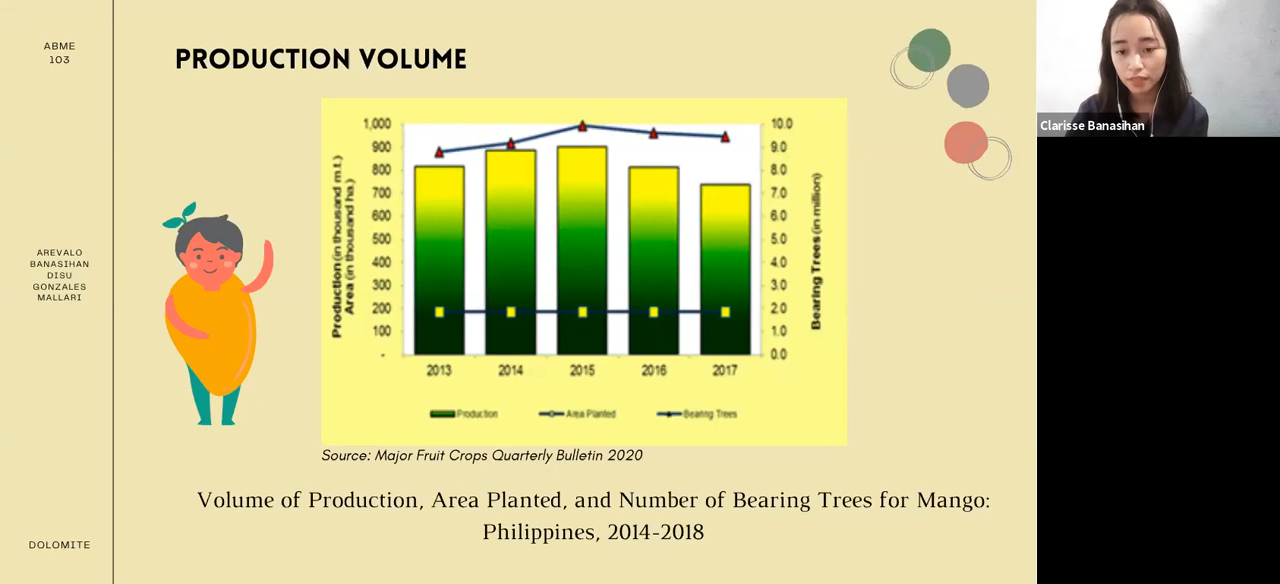 ABME
103
PRODUCTION VOLUME
Clarisse Banasihan
AREVALO
BANASIHAN
DISU
GONZALES
MALLARI
Production (in thousand m.t.)
Area (in thousand ha.)
1,000
900
800
700
600
500
400
300
200
100
-
10.0
9.0
8.0
7.0
6.0
5.0
4.0
3.0
2.0
1.0
0.0
Bearing Trees (in million)
2013 2014 2015 2016 2017
Production Area Planted Bearing Trees
Source: Major Fruit Crops Quarterly Bulletin 2020
Volume of Production, Area Planted, and Number of Bearing Trees for Mango:
Philippines, 2014-2018
DOLOMITE